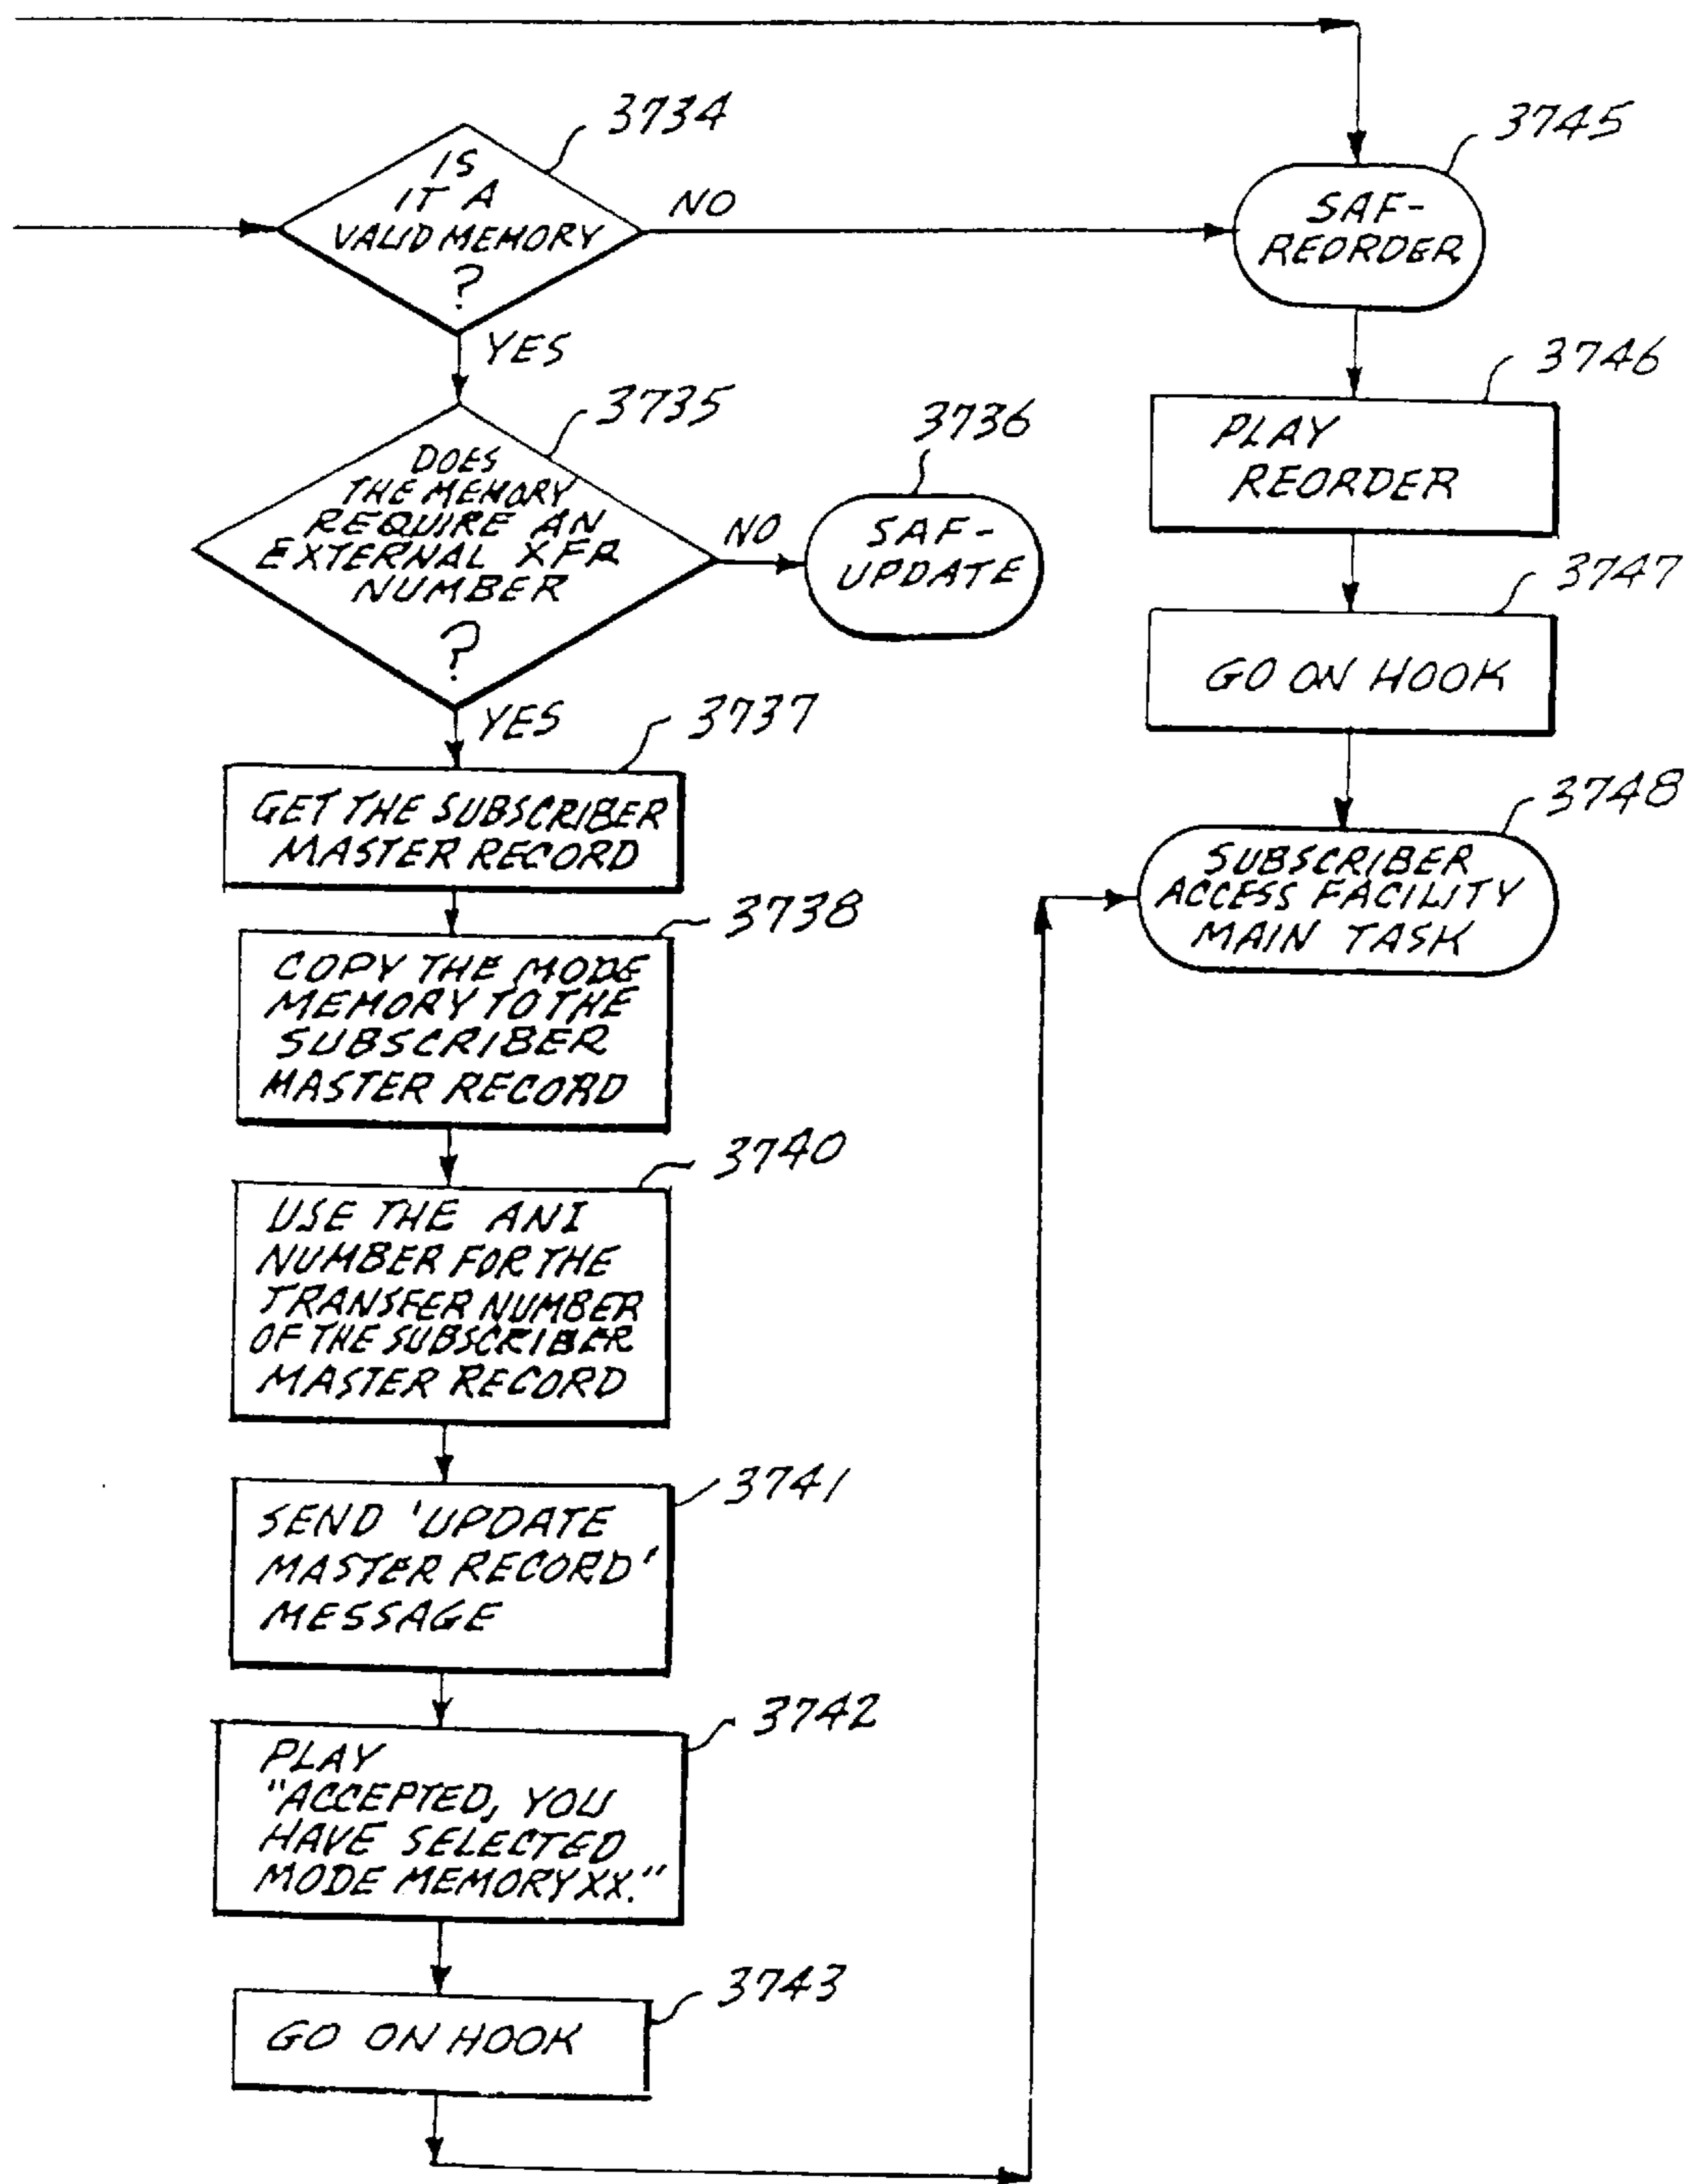 3734
IS
IT A
VALID MEMORY
?
NO
YES
3745
SAF-
REORDER
3746
PLAY
REORDER
3735
DOES
THE MEMORY
REQUIRE AN
EXTERNAL XFR
NUMBER
?
NO
YES
3736
SAF-
UPDATE
3747
GO ON HOOK
3737
GET THE SUBSCRIBER
MASTER RECORD
3748
SUBSCRIBER
ACCESS FACILITY
MAIN TASK
3738
COPY THE MODE
MEMORY TO THE
SUBSCRIBER
MASTER RECORD
3740
USE THE ANI
NUMBER FOR THE
TRANSFER NUMBER
OF THE SUBSCRIBER
MASTER RECORD
3741
SEND 'UPDATE
MASTER RECORD'
MESSAGE
3742
PLAY
"ACCEPTED, YOU
HAVE SELECTED
MODE MEMORY XX."
3743
GO ON HOOK